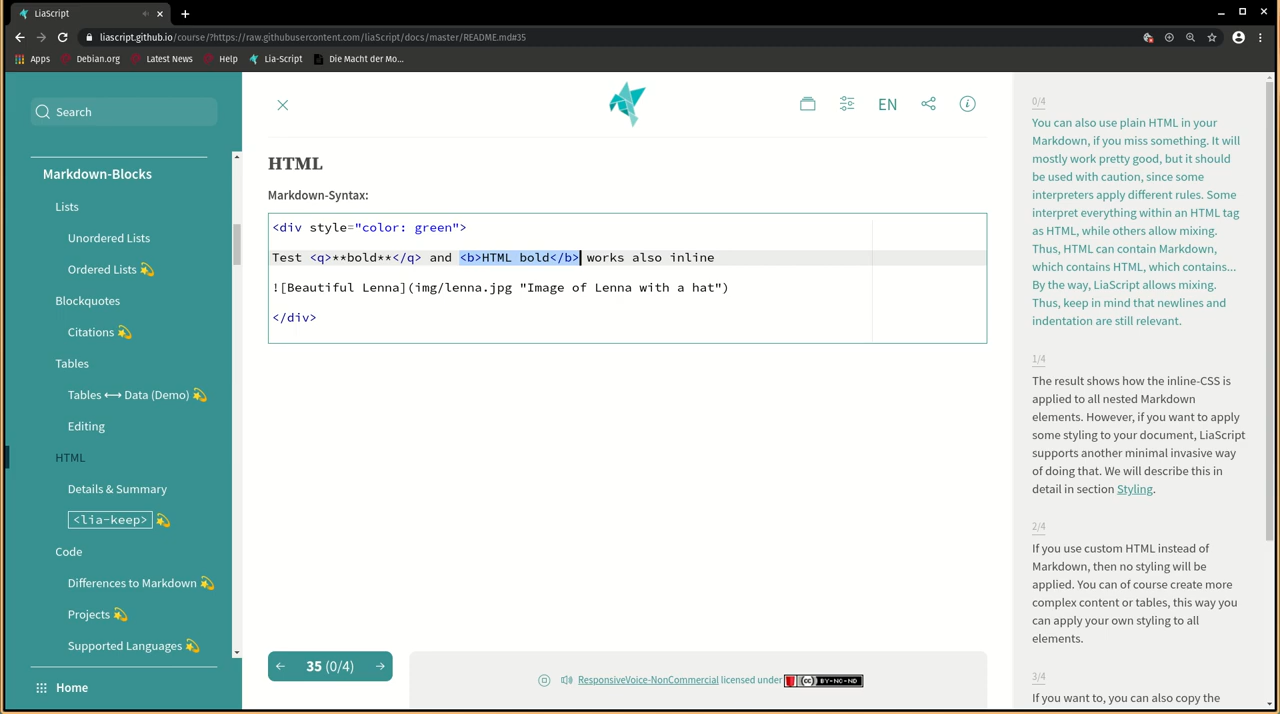 LiaScript
liascript.github.io/course/?https://raw.githubusercontent.com/liaScript/docs/master/README.md#35
Apps
Debian.org
Latest News
Help
Lia-Script
Die Macht der Mo...
Search
Markdown-Blocks
Lists
Unordered Lists
Ordered Lists 💫
Blockquotes
Citations 💫
Tables
Tables ⟷ Data (Demo) 💫
Editing
HTML
Details & Summary
<lia-keep> 💫
Code
Differences to Markdown 💫
Projects 💫
Supported Languages 💫
Home
EN
HTML
Markdown-Syntax:
<div style="color: green">
Test <q>**bold**</q> and <b>HTML bold</b> works also inline
![Beautiful Lenna](img/lenna.jpg "Image of Lenna with a hat")
</div>
35 (0/4)
ResponsiveVoice-NonCommercial licensed under
cc BY-NC-ND
0/4
You can also use plain HTML in your
Markdown, if you miss something. It will
mostly work pretty good, but it should
be used with caution, since some
interpreters apply different rules. Some
interpret everything within an HTML tag
as HTML, while others allow mixing.
Thus, HTML can contain Markdown,
which contains HTML, which contains...
By the way, LiaScript allows mixing.
Thus, keep in mind that newlines and
indentation are still relevant.
1/4
The result shows how the inline-CSS is
applied to all nested Markdown
elements. However, if you want to apply
some styling to your document, LiaScript
supports another minimal invasive way
of doing that. We will describe this in
detail in section Styling.
2/4
If you use custom HTML instead of
Markdown, then no styling will be
applied. You can of course create more
complex content or tables, this way you
can apply your own styling to all
elements.
3/4
If you want to, you can also copy the